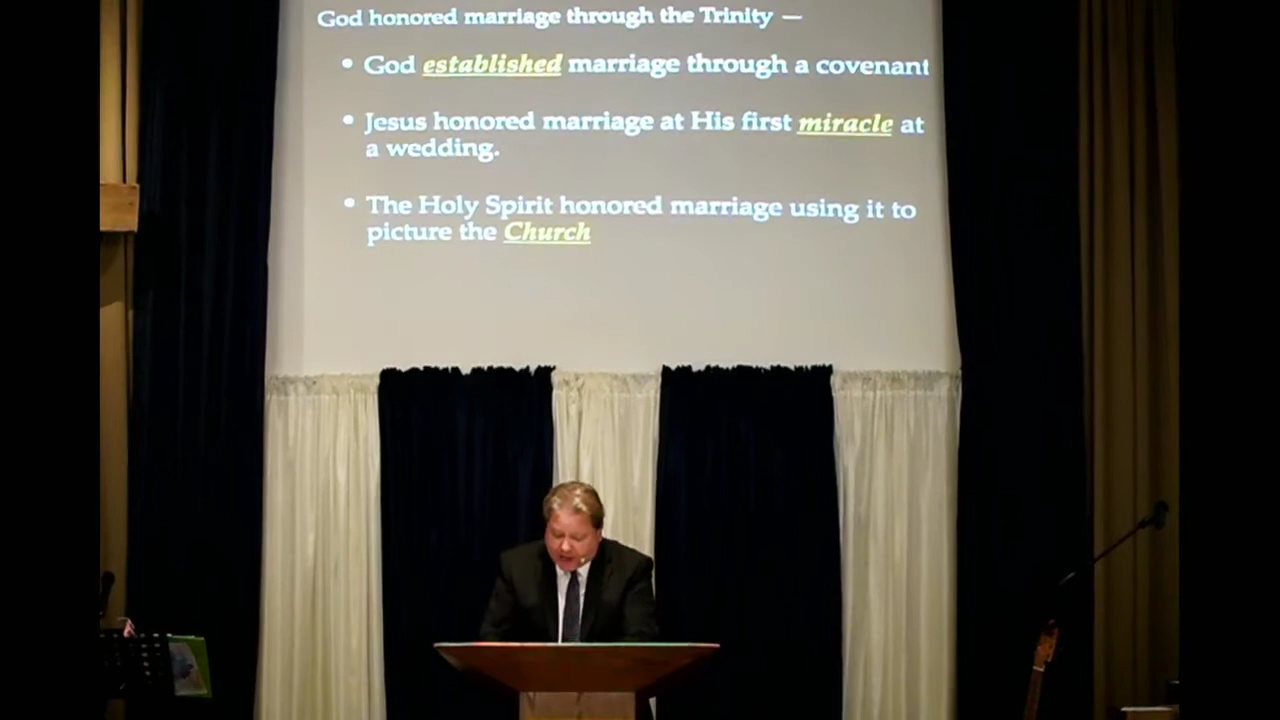 God honored marriage through the Trinity —
• God established marriage through a covenant
• Jesus honored marriage at His first miracle at
a wedding.
• The Holy Spirit honored marriage using it to
picture the Church